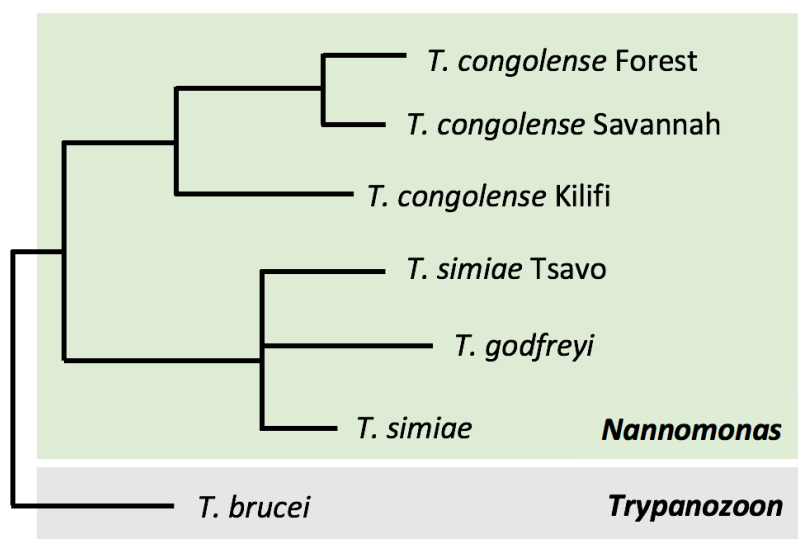 T. congolense Forest
T. congolense Savannah
T. congolense Kilifi
T. simiae Tsavo
T. godfreyi
T. simiae
Nannomonas
T. brucei
Trypanozoon